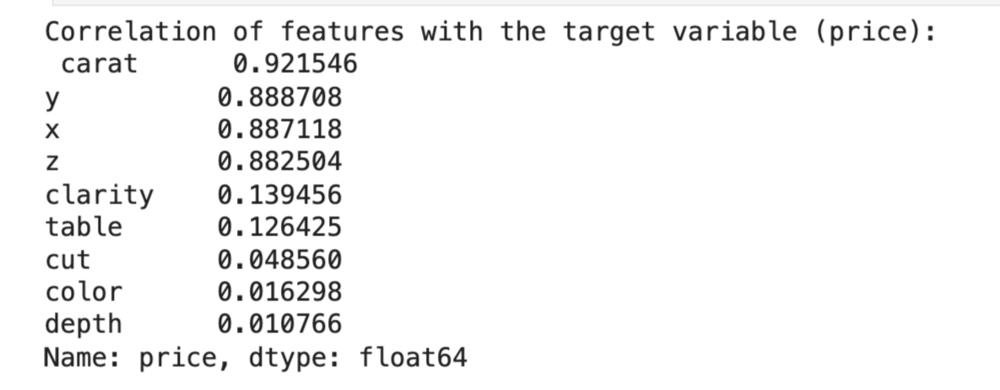 Correlation of features with the target variable (price):
carat 0.921546
y 0.888708
x 0.887118
z 0.882504
clarity 0.139456
table 0.126425
cut 0.048560
color 0.016298
depth 0.010766
Name: price, dtype: float64